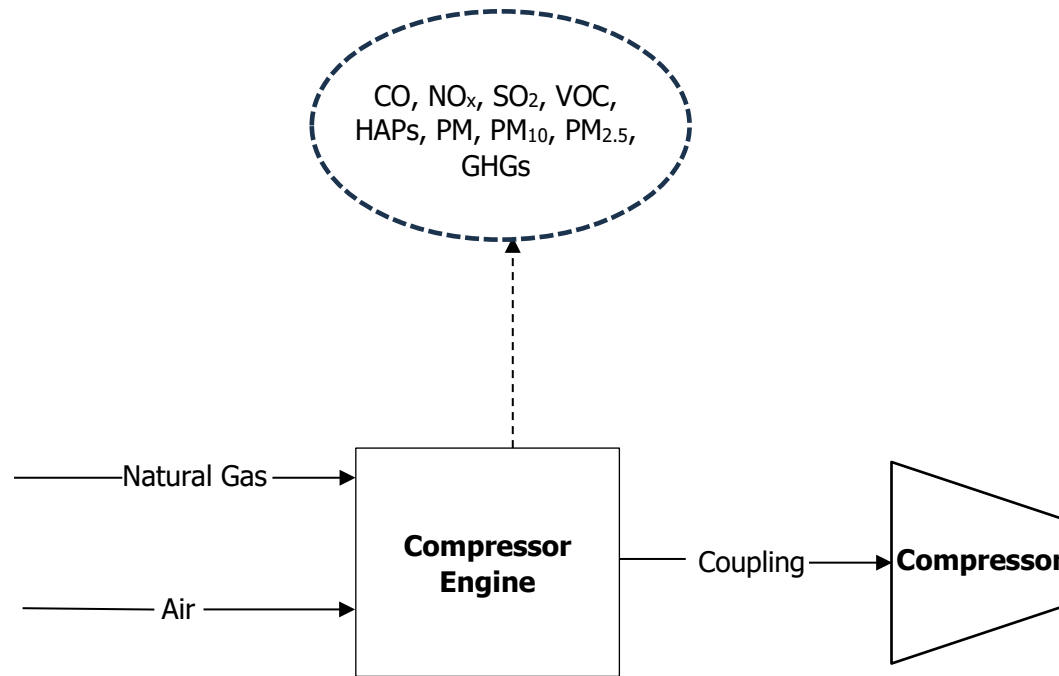 CO, NOₓ, SO₂, VOC,
HAPs, PM, PM₁₀, PM₂.₅,
GHGs
Natural Gas
Compressor
Engine
Coupling
Compressor
Air